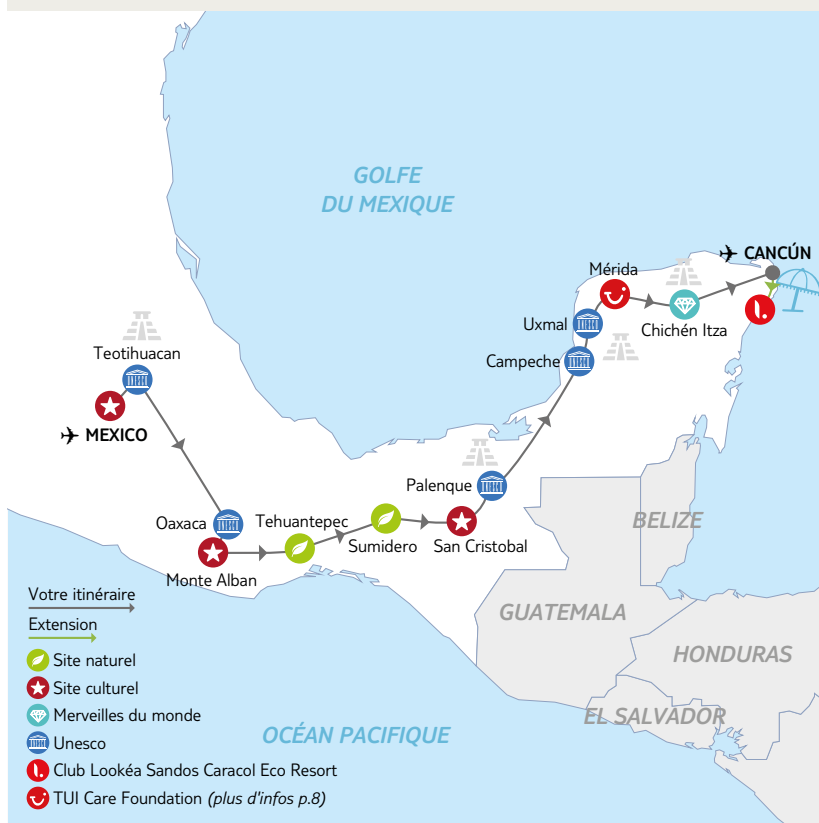 GOLFE
DU MEXIQUE
CANCÚN
Mérida
Uxmal
Chichén Itza
Campeche
Teotihuacan
MEXICO
Palenque
Oaxaca
Tehuantepec
Sumidero
San Cristobal
Monte Alban
BELIZE
GUATEMALA
HONDURAS
EL SALVADOR
OCÉAN PACIFIQUE
Votre itinéraire
Extension
Site naturel
Site culturel
Merveilles du monde
Unesco
Club Lookéa Sandos Caracol Eco Resort
TUI Care Foundation (plus d'infos p.8)